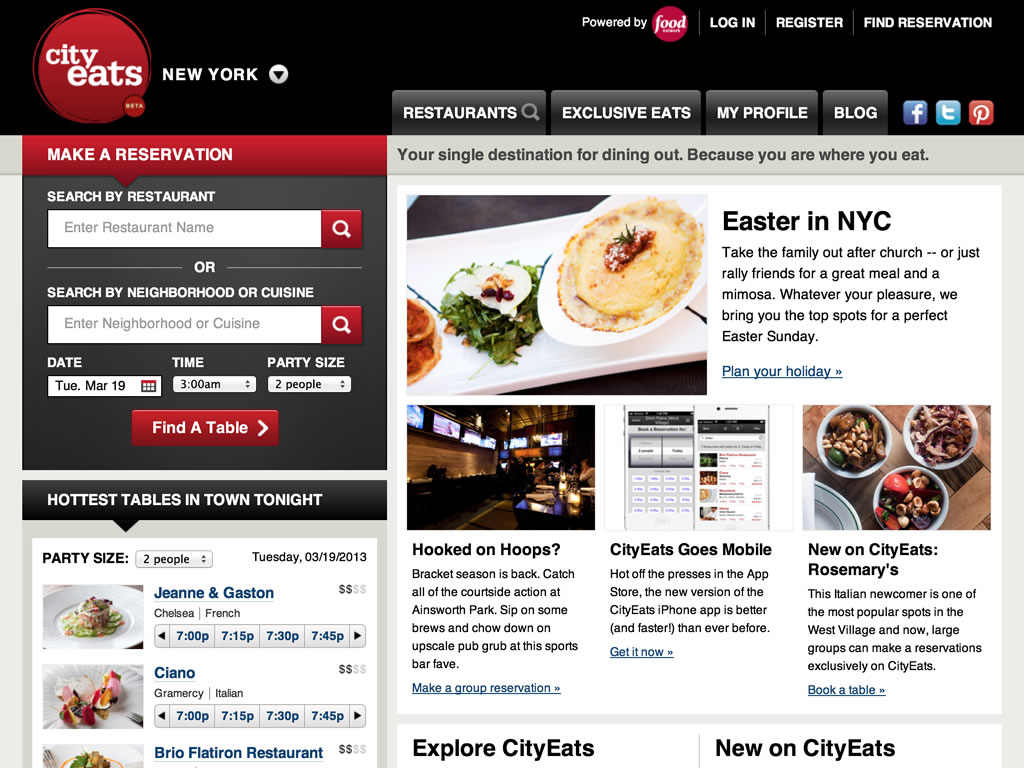 city
eats
BETA
NEW YORK
Powered by food network
LOG IN
REGISTER
FIND RESERVATION
RESTAURANTS
EXCLUSIVE EATS
MY PROFILE
BLOG
MAKE A RESERVATION
Your single destination for dining out. Because you are where you eat.
SEARCH BY RESTAURANT
Enter Restaurant Name
OR
SEARCH BY NEIGHBORHOOD OR CUISINE
Enter Neighborhood or Cuisine
DATE TIME PARTY SIZE
Tue. Mar 19 3:00am 2 people
Find A Table
HOTTEST TABLES IN TOWN TONIGHT
PARTY SIZE: 2 people Tuesday, 03/19/2013
Jeanne & Gaston $$$$
Chelsea | French
7:00p 7:15p 7:30p 7:45p
Ciano $$$$
Gramercy | Italian
7:00p 7:15p 7:30p 7:45p
Brio Flatiron Restaurant $$$$
Easter in NYC
Take the family out after church -- or just
rally friends for a great meal and a
mimosa. Whatever your pleasure, we
bring you the top spots for a perfect
Easter Sunday.
Plan your holiday »
Hooked on Hoops?
Bracket season is back. Catch
all of the courtside action at
Ainsworth Park. Sip on some
brews and chow down on
upscale pub grub at this sports
bar fave.
Make a group reservation »
CityEats Goes Mobile
Hot off the presses in the App
Store, the new version of the
CityEats iPhone app is better
(and faster!) than ever before.
Get it now »
New on CityEats:
Rosemary's
This Italian newcomer is one of
the most popular spots in the
West Village and now, large
groups can make a reservations
exclusively on CityEats.
Book a table »
Explore CityEats
New on CityEats